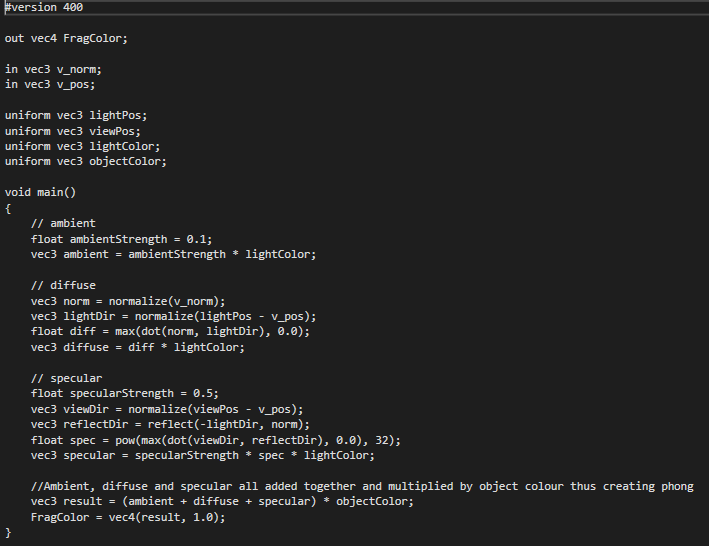 #version 400
out vec4 FragColor;
in vec3 v_norm;
in vec3 v_pos;
uniform vec3 lightPos;
uniform vec3 viewPos;
uniform vec3 lightColor;
uniform vec3 objectColor;
void main()
{
    // ambient
    float ambientStrength = 0.1;
    vec3 ambient = ambientStrength * lightColor;
    // diffuse
    vec3 norm = normalize(v_norm);
    vec3 lightDir = normalize(lightPos - v_pos);
    float diff = max(dot(norm, lightDir), 0.0);
    vec3 diffuse = diff * lightColor;
    // specular
    float specularStrength = 0.5;
    vec3 viewDir = normalize(viewPos - v_pos);
    vec3 reflectDir = reflect(-lightDir, norm);
    float spec = pow(max(dot(viewDir, reflectDir), 0.0), 32);
    vec3 specular = specularStrength * spec * lightColor;
    //Ambient, diffuse and specular all added together and multiplied by object colour thus creating phong
    vec3 result = (ambient + diffuse + specular) * objectColor;
    FragColor = vec4(result, 1.0);
}